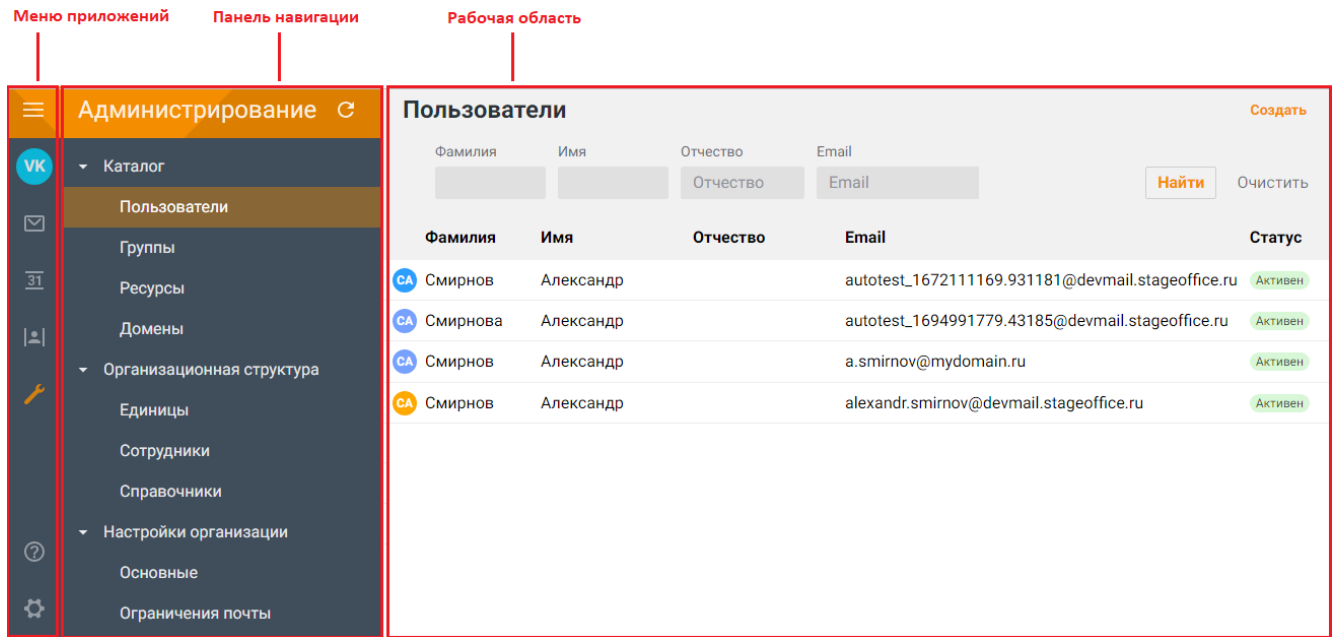 Меню приложений
Панель навигации
Рабочая область
Администрирование
Пользователи
Создать
VK
Каталог
Пользователи
Группы
Ресурсы
Домены
Организационная структура
Единицы
Сотрудники
Справочники
Настройки организации
Основные
Ограничения почты
31
Фамилия Имя Отчество Email
Отчество Email Найти Очистить
Фамилия Имя Отчество Email Статус
СА Смирнов Александр autotest_1672111169.931181@devmail.stageoffice.ru Активен
СА Смирнова Александр autotest_1694991779.43185@devmail.stageoffice.ru Активен
СА Смирнов Александр a.smirnov@mydomain.ru Активен
СА Смирнов Александр alexandr.smirnov@devmail.stageoffice.ru Активен